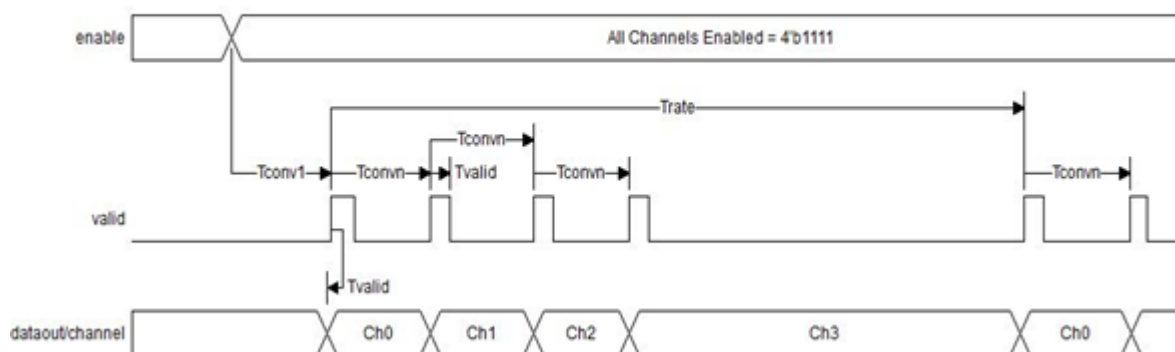 enable
All Channels Enabled = 4'b1111
Trate
Tconvn
Tconv1 Tconvn Tvalid Tconvn Tconvn
valid
Tvalid
dataout/channel Ch0 Ch1 Ch2 Ch3 Ch0